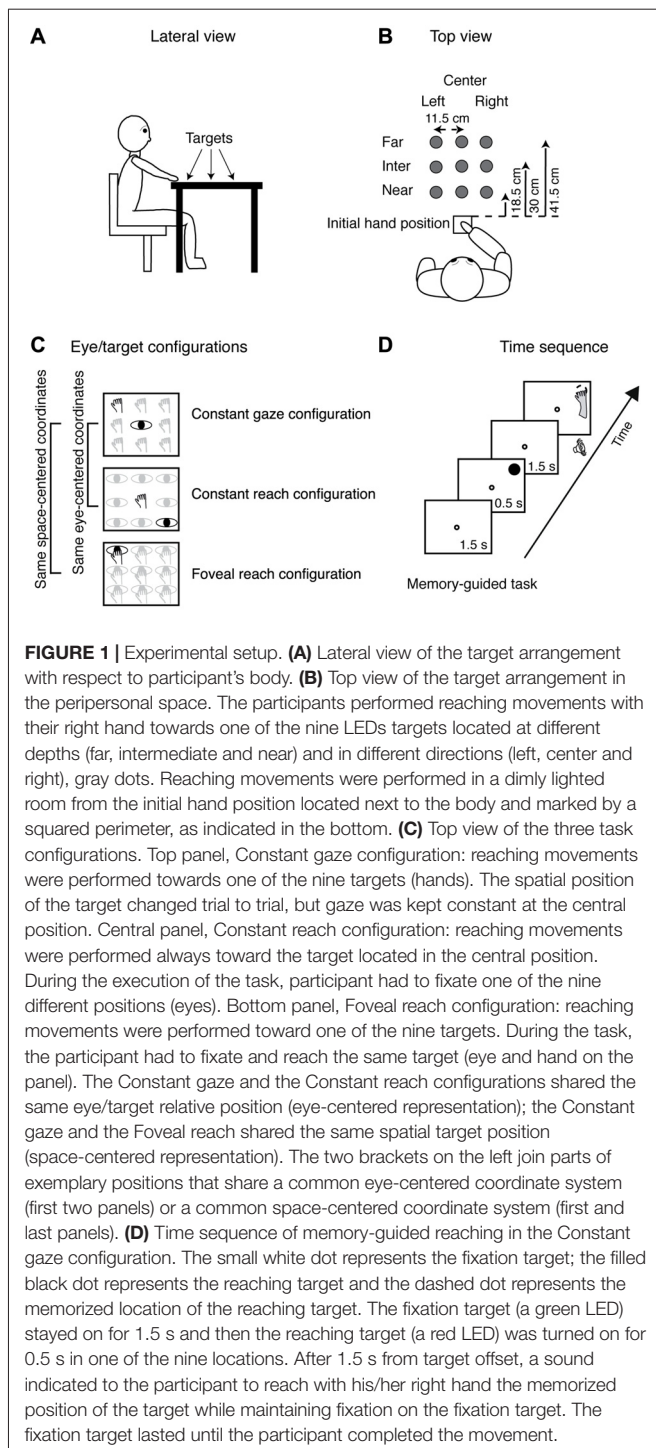 A Lateral view
Targets
B Top view
Center
Left Right
11.5 cm
Far
Inter
Near
Initial hand position
18.5 cm
30 cm
41.5 cm
C Eye/target configurations
Same space-centered coordinates
Same eye-centered coordinates
Constant gaze configuration
Constant reach configuration
Foveal reach configuration
D Time sequence
Time
1.5 s
0.5 s
1.5 s
Memory-guided task
FIGURE 1 | Experimental setup. (A) Lateral view of the target arrangement
with respect to participant's body. (B) Top view of the target arrangement in
the peripersonal space. The participants performed reaching movements with
their right hand towards one of the nine LEDs targets located at different
depths (far, intermediate and near) and in different directions (left, center and
right), gray dots. Reaching movements were performed in a dimly lighted
room from the initial hand position located next to the body and marked by a
squared perimeter, as indicated in the bottom. (C) Top view of the three task
configurations. Top panel, Constant gaze configuration: reaching movements
were performed towards one of the nine targets (hands). The spatial position
of the target changed trial to trial, but gaze was kept constant at the central
position. Central panel, Constant reach configuration: reaching movements
were performed always toward the target located in the central position.
During the execution of the task, participant had to fixate one of the nine
different positions (eyes). Bottom panel, Foveal reach configuration: reaching
movements were performed toward one of the nine targets. During the task,
the participant had to fixate and reach the same target (eye and hand on the
panel). The Constant gaze and the Constant reach configurations shared the
same eye/target relative position (eye-centered representation); the Constant
gaze and the Foveal reach shared the same spatial target position
(space-centered representation). The two brackets on the left join parts of
exemplary positions that share a common eye-centered coordinate system
(first two panels) or a common space-centered coordinate system (first and
last panels). (D) Time sequence of memory-guided reaching in the Constant
gaze configuration. The small white dot represents the fixation target; the filled
black dot represents the reaching target and the dashed dot represents the
memorized location of the reaching target. The fixation target (a green LED)
stayed on for 1.5 s and then the reaching target (a red LED) was turned on for
0.5 s in one of the nine locations. After 1.5 s from target offset, a sound
indicated to the participant to reach with his/her right hand the memorized
position of the target while maintaining fixation on the fixation target. The
fixation target lasted until the participant completed the movement.